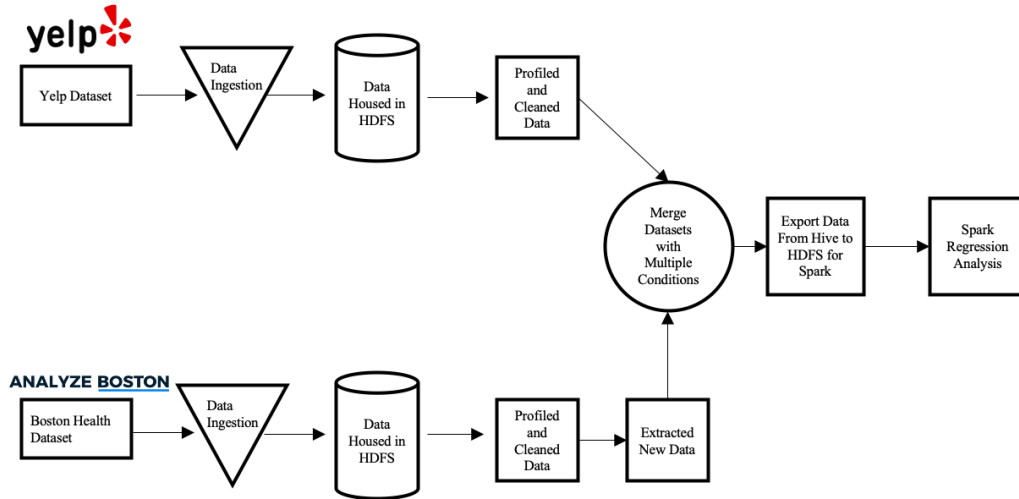 yelp
Yelp Dataset
Data
Ingestion
Data
Housed in
HDFS
Profiled
and
Cleaned
Data
Merge
Datasets
with
Multiple
Conditions
Export Data
From Hive to
HDFS for
Spark
Spark
Regression
Analysis
ANALYZE BOSTON
Boston Health
Dataset
Data
Ingestion
Data
Housed in
HDFS
Profiled
and
Cleaned
Data
Extracted
New Data